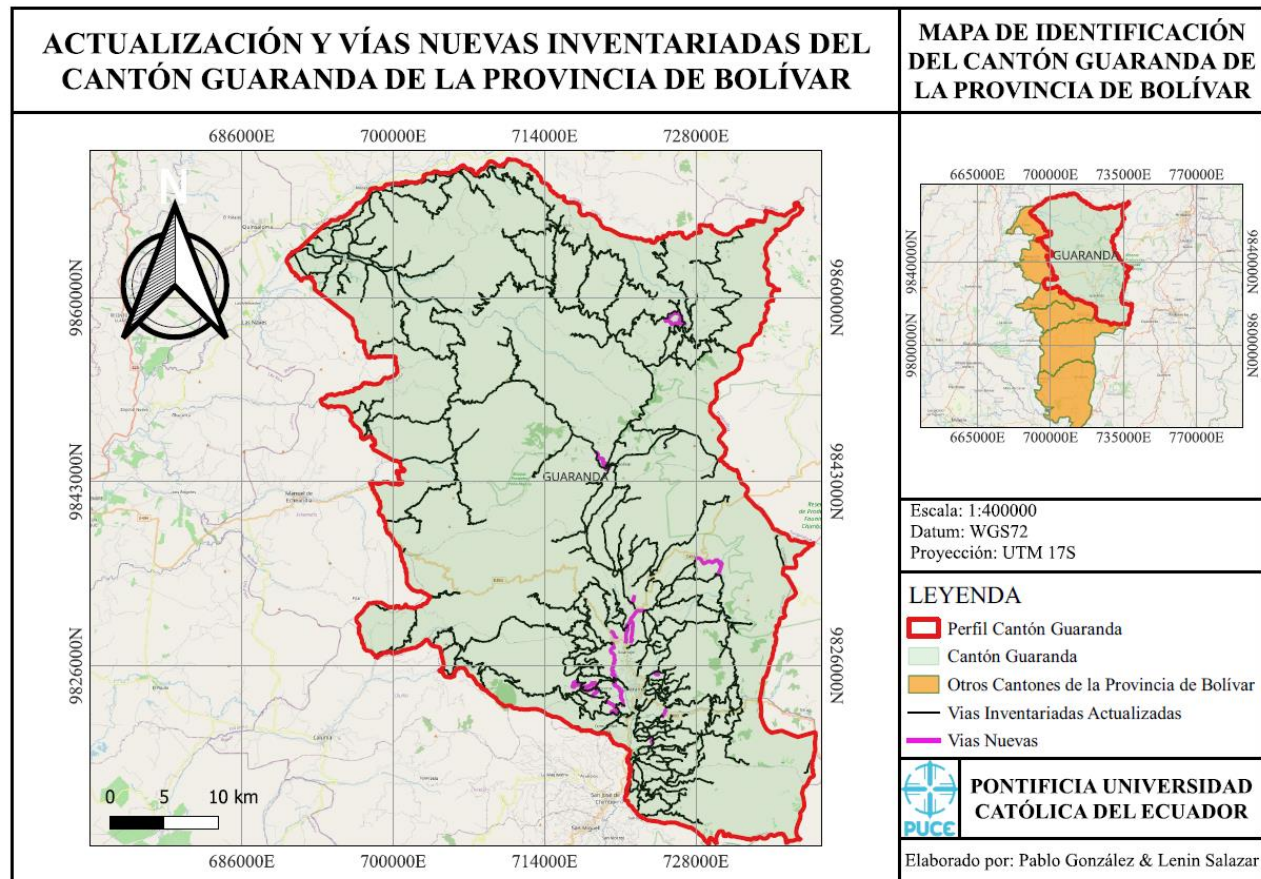 ACTUALIZACIÓN Y VÍAS NUEVAS INVENTARIADAS DEL
CANTÓN GUARANDA DE LA PROVINCIA DE BOLÍVAR
686000E 700000E 714000E 728000E
N
9860000N 9860000N
GUARANDA
9843000N 9843000N
9826000N 9826000N
0 5 10 km
686000E 700000E 714000E 728000E
MAPA DE IDENTIFICACIÓN
DEL CANTÓN GUARANDA DE
LA PROVINCIA DE BOLÍVAR
665000E 700000E 735000E 770000E
9840000N 9840000N
GUARANDA
9800000N 9800000N
665000E 700000E 735000E 770000E
Escala: 1:400000
Datum: WGS72
Proyección: UTM 17S
LEYENDA
Perfil Cantón Guaranda
Cantón Guaranda
Otros Cantones de la Provincia de Bolívar
Vias Inventariadas Actualizadas
Vias Nuevas
PUCE
PONTIFICIA UNIVERSIDAD
CATÓLICA DEL ECUADOR
Elaborado por: Pablo González & Lenin Salazar